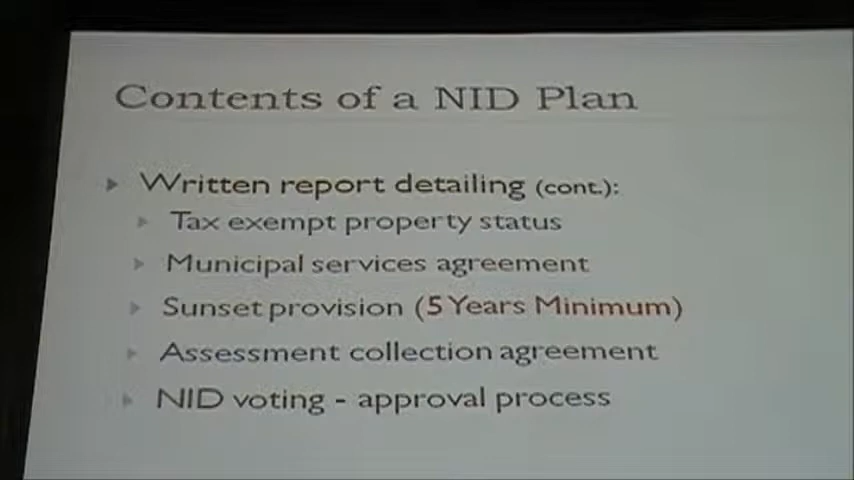 Contents of a NID Plan
Written report detailing (cont.):
Tax exempt property status
Municipal services agreement
Sunset provision (5 Years Minimum)
Assessment collection agreement
NID voting - approval process